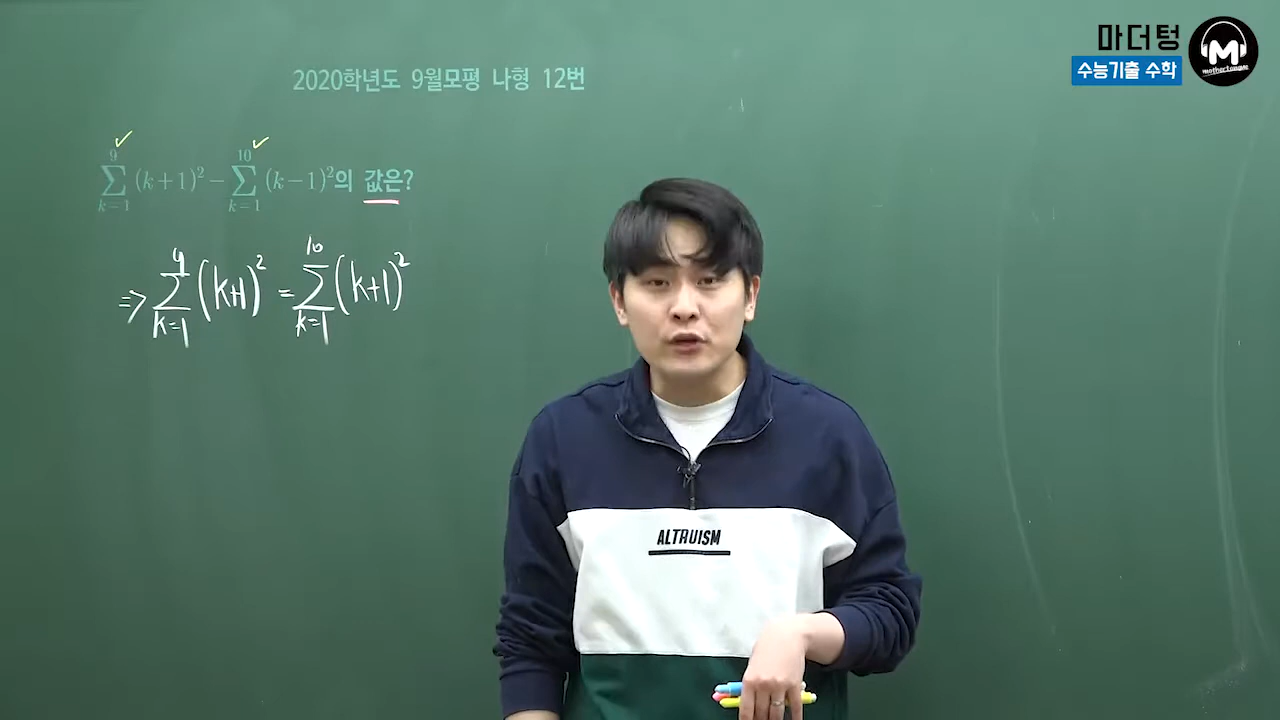 마더텅
수능기출 수학
M
mothertongue
2020학년도 9월모평 나형 12번
9 ∑ k=1 (k+1)² − 10 ∑ k=1 (k−1)²의 값은?
⇒ 9 ∑ k=1 (k+1)² = 10 ∑ k=1 (k+1)²
ALTRUISM